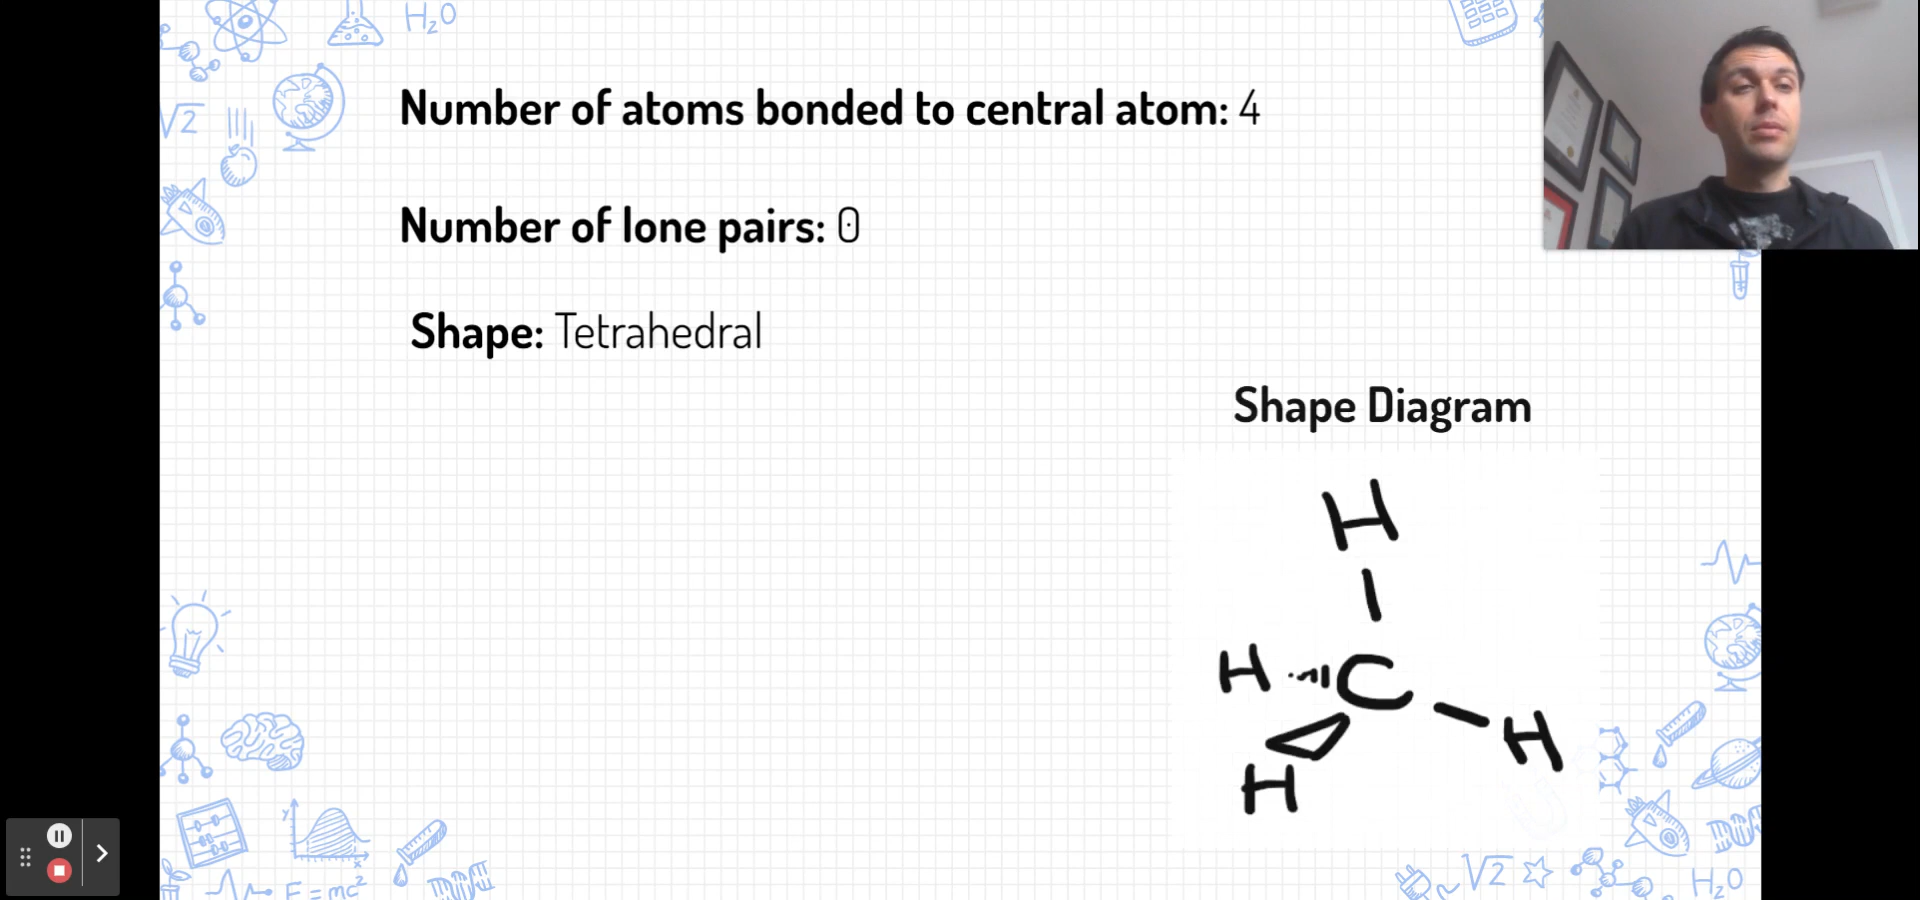 H₂O
√2
Number of atoms bonded to central atom: 4
Number of lone pairs: 0
Shape: Tetrahedral
Shape Diagram
H
H C
H
H
y
x
E=mc²
√2
H₂O